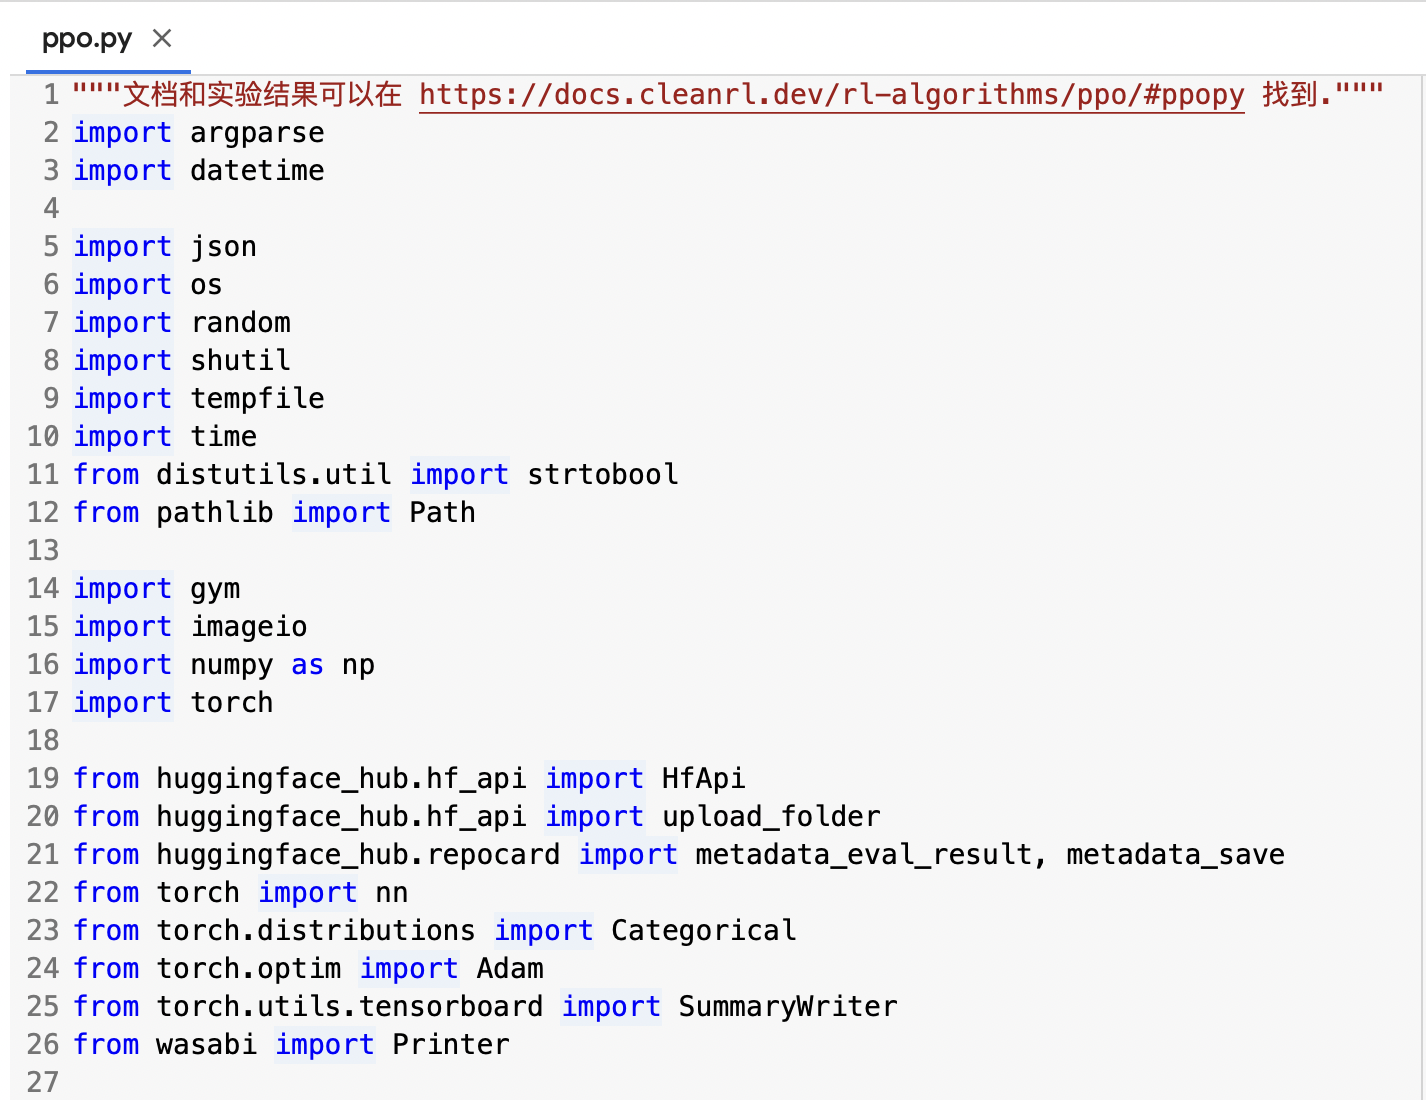 ppo.py ×
1 """文档和实验结果可以在 https://docs.cleanrl.dev/rl-algorithms/ppo/#ppopy 找到."""
2 import argparse
3 import datetime
4
5 import json
6 import os
7 import random
8 import shutil
9 import tempfile
10 import time
11 from distutils.util import strtobool
12 from pathlib import Path
13
14 import gym
15 import imageio
16 import numpy as np
17 import torch
18
19 from huggingface_hub.hf_api import HfApi
20 from huggingface_hub.hf_api import upload_folder
21 from huggingface_hub.repocard import metadata_eval_result, metadata_save
22 from torch import nn
23 from torch.distributions import Categorical
24 from torch.optim import Adam
25 from torch.utils.tensorboard import SummaryWriter
26 from wasabi import Printer
27